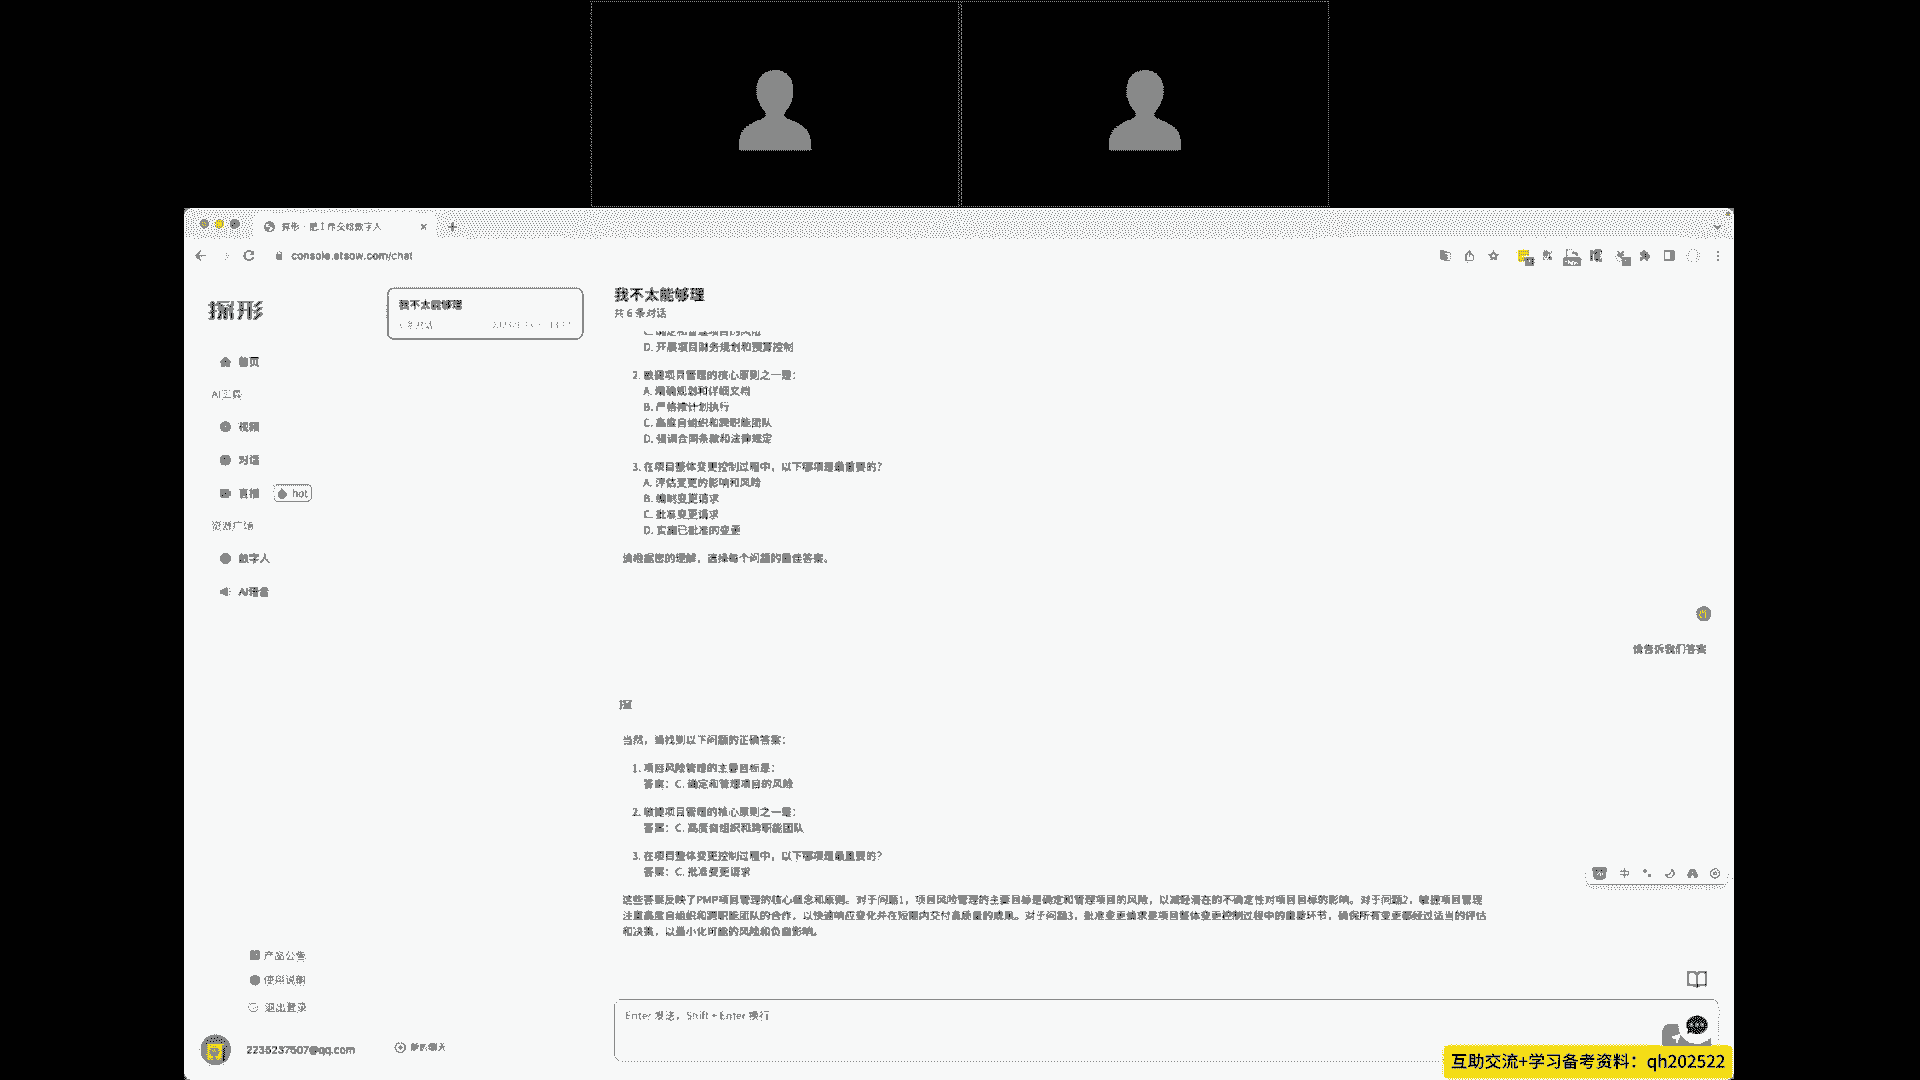 探形 · 把工作交给数字人
console.atsow.com/chat
探形
首页
AI工具
视频
对话
直播 hot
资源广场
数字人
AI语音
产品公告
使用说明
退出登录
2235237507@qq.com
新的聊天
我不太能够理
我不太能够理
共 6 条对话
C. 确定和管理项目的风险
D. 开展项目财务规划和预算控制
2. 敏捷项目管理的核心原则之一是：
A. 精确规划和详细文档
B. 严格按计划执行
C. 高度自组织和跨职能团队
D. 强调合同条款和法律规定
3. 在项目整体变更控制过程中，以下哪项是最重要的？
A. 评估变更的影响和风险
B. 编制变更请求
C. 批准变更请求
D. 实施已批准的变更
请根据您的理解，选择每个问题的最佳答案。
请告诉我们答案
探
当然，请找到以下问题的正确答案：
1. 项目风险管理的主要目标是：
答案：C. 确定和管理项目的风险
2. 敏捷项目管理的核心原则之一是：
答案：C. 高度自组织和跨职能团队
3. 在项目整体变更控制过程中，以下哪项是最重要的？
答案：C. 批准变更请求
这些答案反映了PMP项目管理的核心概念和原则。对于问题1，项目风险管理的主要目标是确定和管理项目的风险，以减轻潜在的不确定性对项目目标的影响。对于问题2，敏捷项目管理
注重高度自组织和跨职能团队的合作，以快速响应变化并在短期内交付高质量的成果。对于问题3，批准变更请求是项目整体变更控制过程中的重要环节，确保所有变更都经过适当的评估
和决策，以最小化可能的风险和负面影响。
中
Enter 发送，Shift + Enter 换行
互助交流+学习备考资料：qh202522